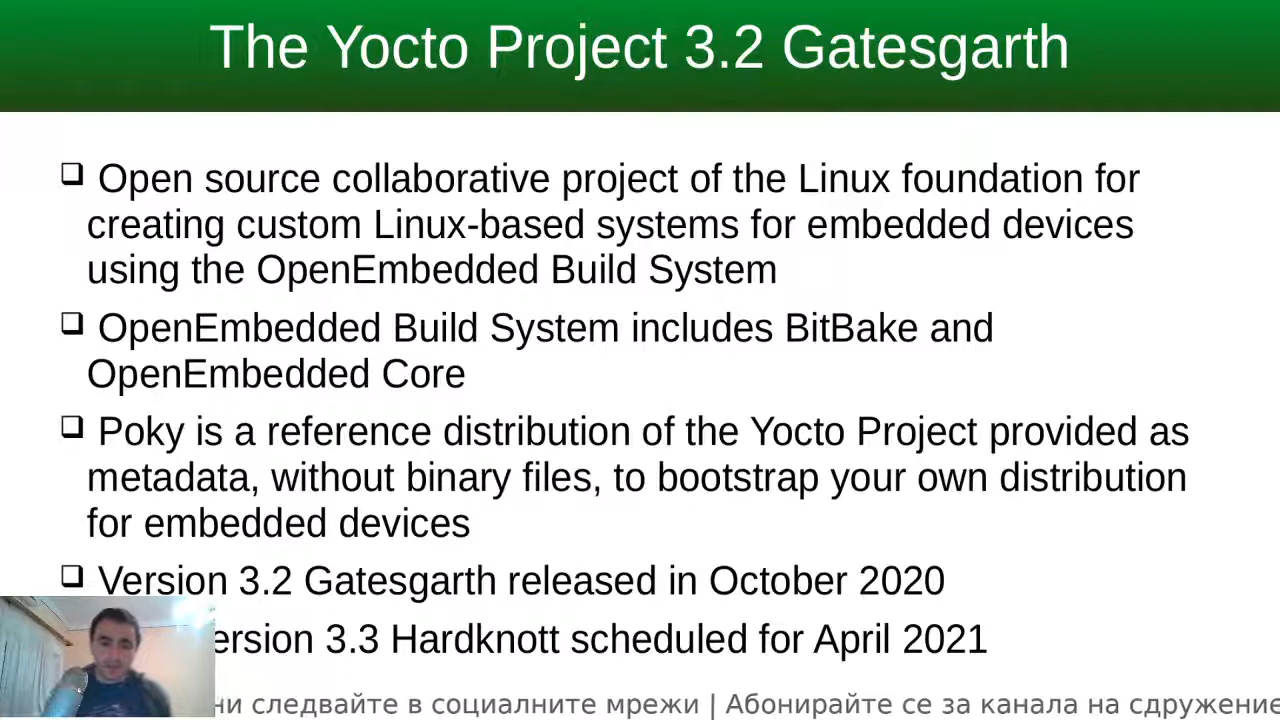 The Yocto Project 3.2 Gatesgarth
Open source collaborative project of the Linux foundation for
creating custom Linux-based systems for embedded devices
using the OpenEmbedded Build System
OpenEmbedded Build System includes BitBake and
OpenEmbedded Core
Poky is a reference distribution of the Yocto Project provided as
metadata, without binary files, to bootstrap your own distribution
for embedded devices
Version 3.2 Gatesgarth released in October 2020
ersion 3.3 Hardknott scheduled for April 2021
ни следвайте в социалните мрежи | Абонирайте се за канала на сдружение